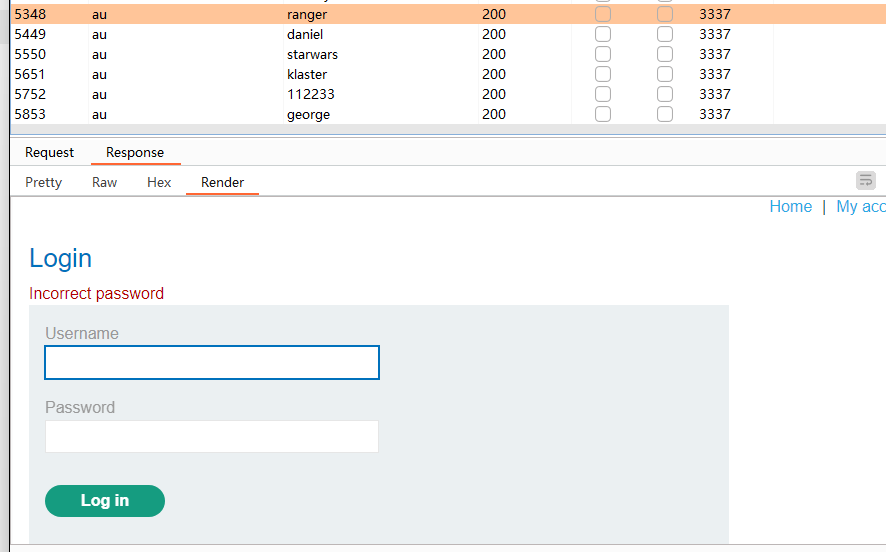 5348 au ranger 200 3337
5449 au daniel 200 3337
5550 au starwars 200 3337
5651 au klaster 200 3337
5752 au 112233 200 3337
5853 au george 200 3337
Request Response
Pretty Raw Hex Render
Home | My acc
Login
Incorrect password
Username
Password
Log in